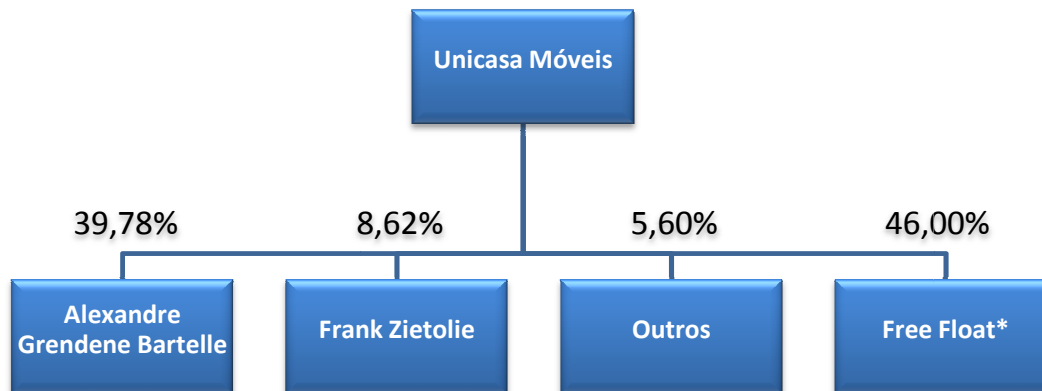 Unicasa Móveis
39,78%
8,62%
5,60%
46,00%
Alexandre
Grendene Bartelle
Frank Zietolie
Outros
Free Float*